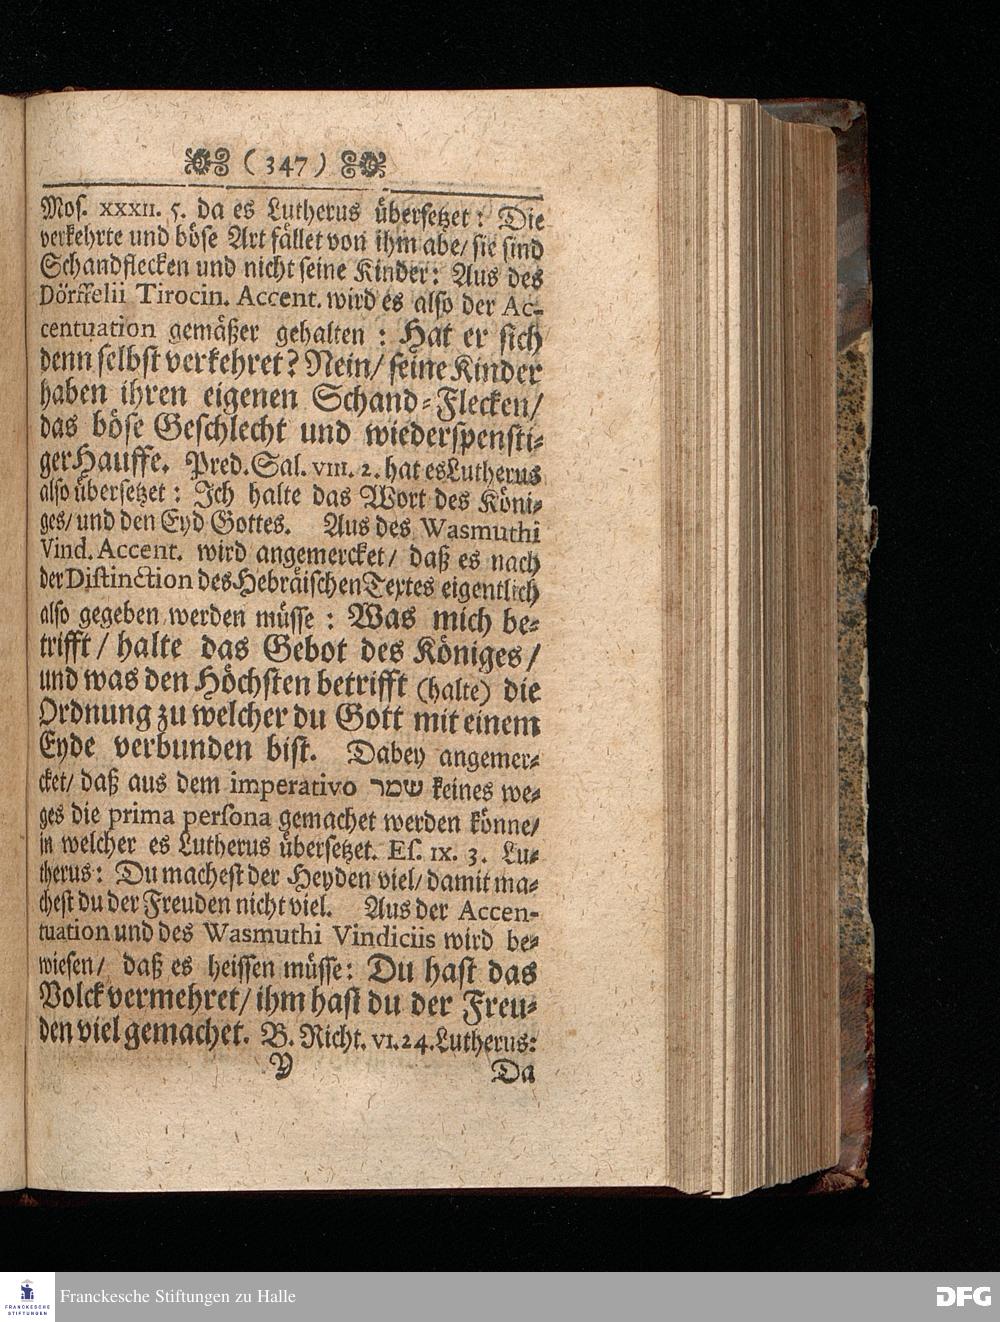 (347)
Mos. XXXII. 5. da es Lutherus übersetzet: Die
verkehrte und böse Art fället von ihm abe/ sie sind
Schandflecken und nicht seine Kinder: Aus des
Dörffelii Tirocin. Accent. wird es also der Ac-
centuation gemäßer gehalten: Hat er sich
denn selbst verkehret? Nein/ seine Kinder
haben ihren eigenen Schand-Flecken/
das böse Geschlecht und wiederspensti-
ger Hauffe. Pred. Sal. VIII. 2. hat es Lutherus
also übersetzet: Ich halte das Wort des Köni-
ges/ und den Eyd Gottes. Aus des Wasmuthi
Vind. Accent. wird angemercket/ daß es nach
der Distinction des Hebräischen Textes eigentlich
also gegeben werden müsse: Was mich be-
trifft/ halte das Gebot des Königes/
und was den Höchsten betrifft (halte) die
Ordnung zu welcher du Gott mit einem
Eyde verbunden bist. Dabey angemer-
cket/ daß aus dem imperativo שמר keines we-
ges die prima persona gemachet werden könne/
in welcher es Lutherus übersetzet. Es. IX. 3. Lu-
therus: Du machest der Heyden viel/ damit ma-
chest du der Freuden nicht viel. Aus der Accen-
tuation und des Wasmuthi Vindiciis wird be-
wiesen/ daß es heissen müsse: Du hast das
Volck vermehret/ ihm hast du der Freu-
den viel gemachet. B. Richt. VI. 24. Lutherus:
Y Da
FRANCKESCHE STIFTUNGEN
Franckesche Stiftungen zu Halle
DFG